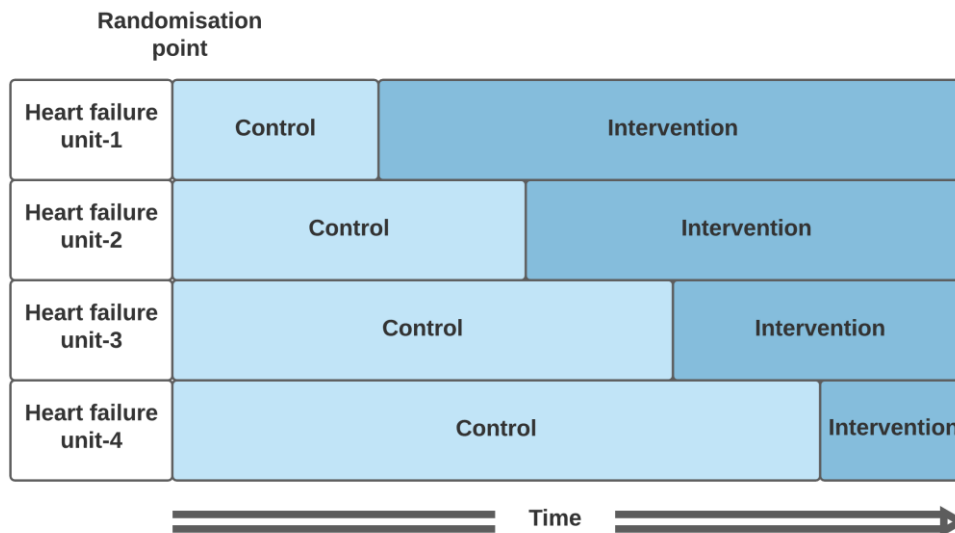 Randomisation
point
Heart failure
unit-1
Control
Intervention
Heart failure
unit-2
Control
Intervention
Heart failure
unit-3
Control
Intervention
Heart failure
unit-4
Control
Intervention
Time